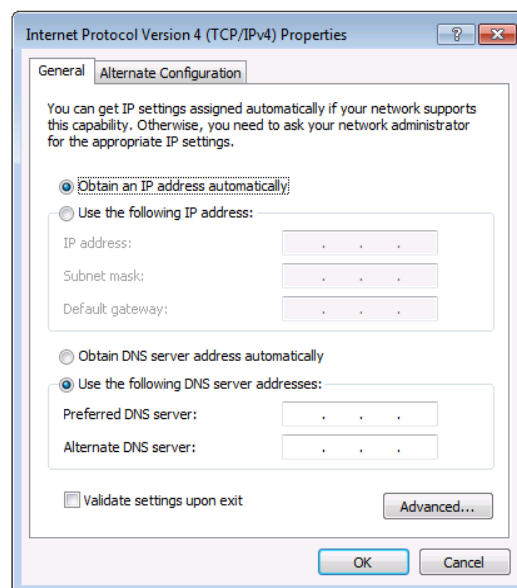 Internet Protocol Version 4 (TCP/IPv4) Properties
General
Alternate Configuration
You can get IP settings assigned automatically if your network supports
this capability. Otherwise, you need to ask your network administrator
for the appropriate IP settings.
Obtain an IP address automatically
Use the following IP address:
IP address:
. . .
Subnet mask:
. . .
Default gateway:
. . .
Obtain DNS server address automatically
Use the following DNS server addresses:
Preferred DNS server:
. . .
Alternate DNS server:
. . .
Validate settings upon exit
Advanced...
OK
Cancel